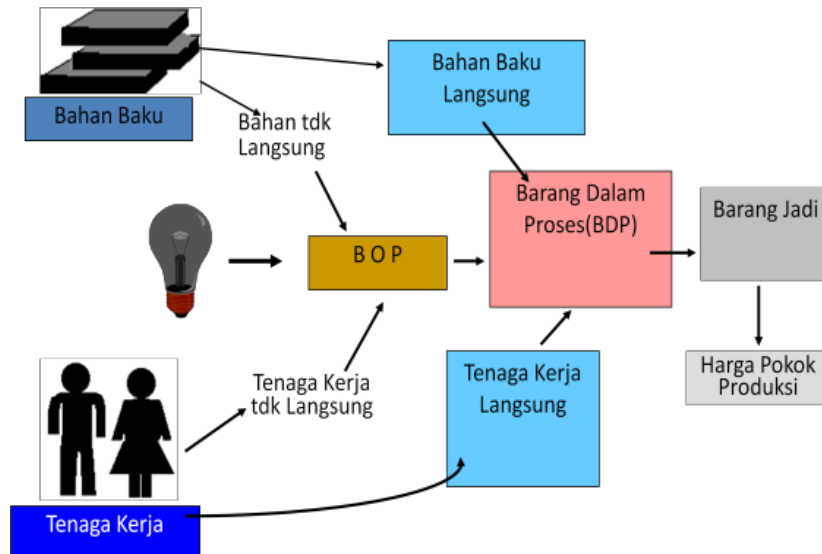 Bahan Baku
Bahan tdk
Langsung
Bahan Baku
Langsung
Barang Dalam
Proses(BDP)
Barang Jadi
B O P
Tenaga Kerja
tdk Langsung
Tenaga Kerja
Langsung
Harga Pokok
Produksi
Tenaga Kerja